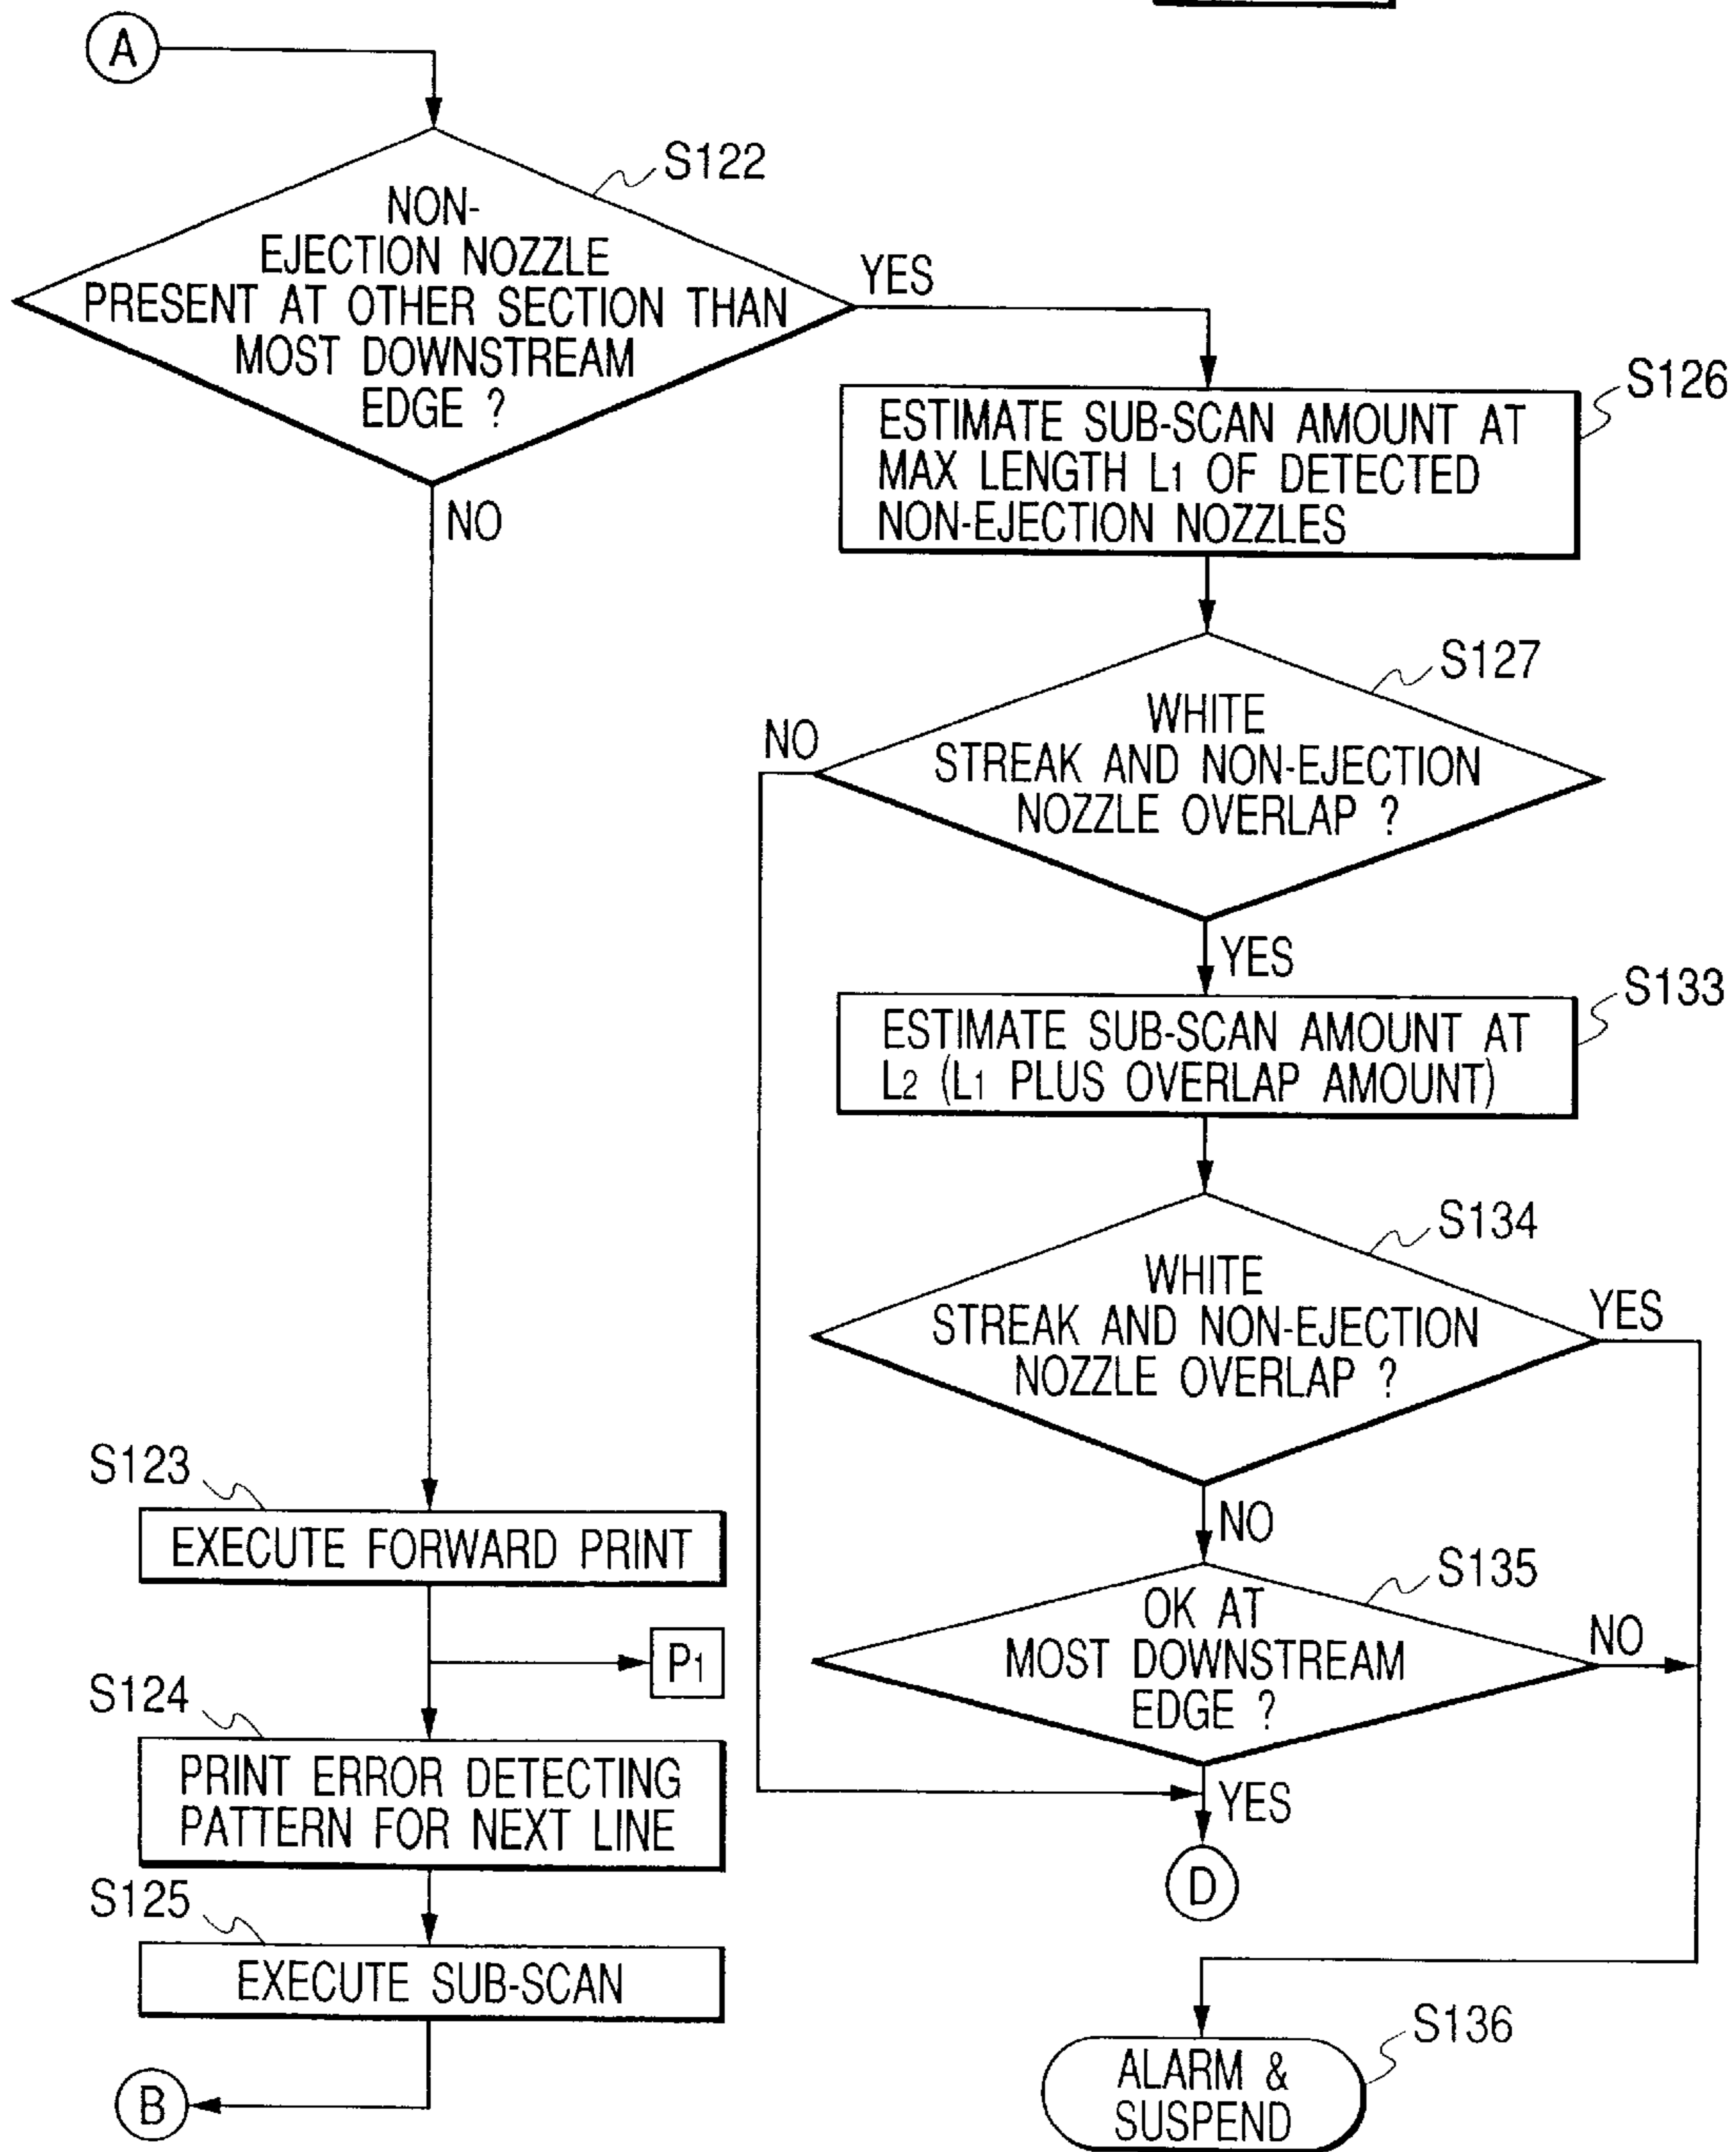 A
S122
NON-
EJECTION NOZZLE
PRESENT AT OTHER SECTION THAN
MOST DOWNSTREAM
EDGE ?
YES
NO
S126
ESTIMATE SUB-SCAN AMOUNT AT
MAX LENGTH L1 OF DETECTED
NON-EJECTION NOZZLES
S127
WHITE
STREAK AND NON-EJECTION
NOZZLE OVERLAP ?
NO
YES
S133
ESTIMATE SUB-SCAN AMOUNT AT
L2 (L1 PLUS OVERLAP AMOUNT)
S134
WHITE
STREAK AND NON-EJECTION
NOZZLE OVERLAP ?
YES
NO
S135
OK AT
MOST DOWNSTREAM
EDGE ?
NO
YES
D
S136
ALARM &
SUSPEND
S123
EXECUTE FORWARD PRINT
P1
S124
PRINT ERROR DETECTING
PATTERN FOR NEXT LINE
S125
EXECUTE SUB-SCAN
B